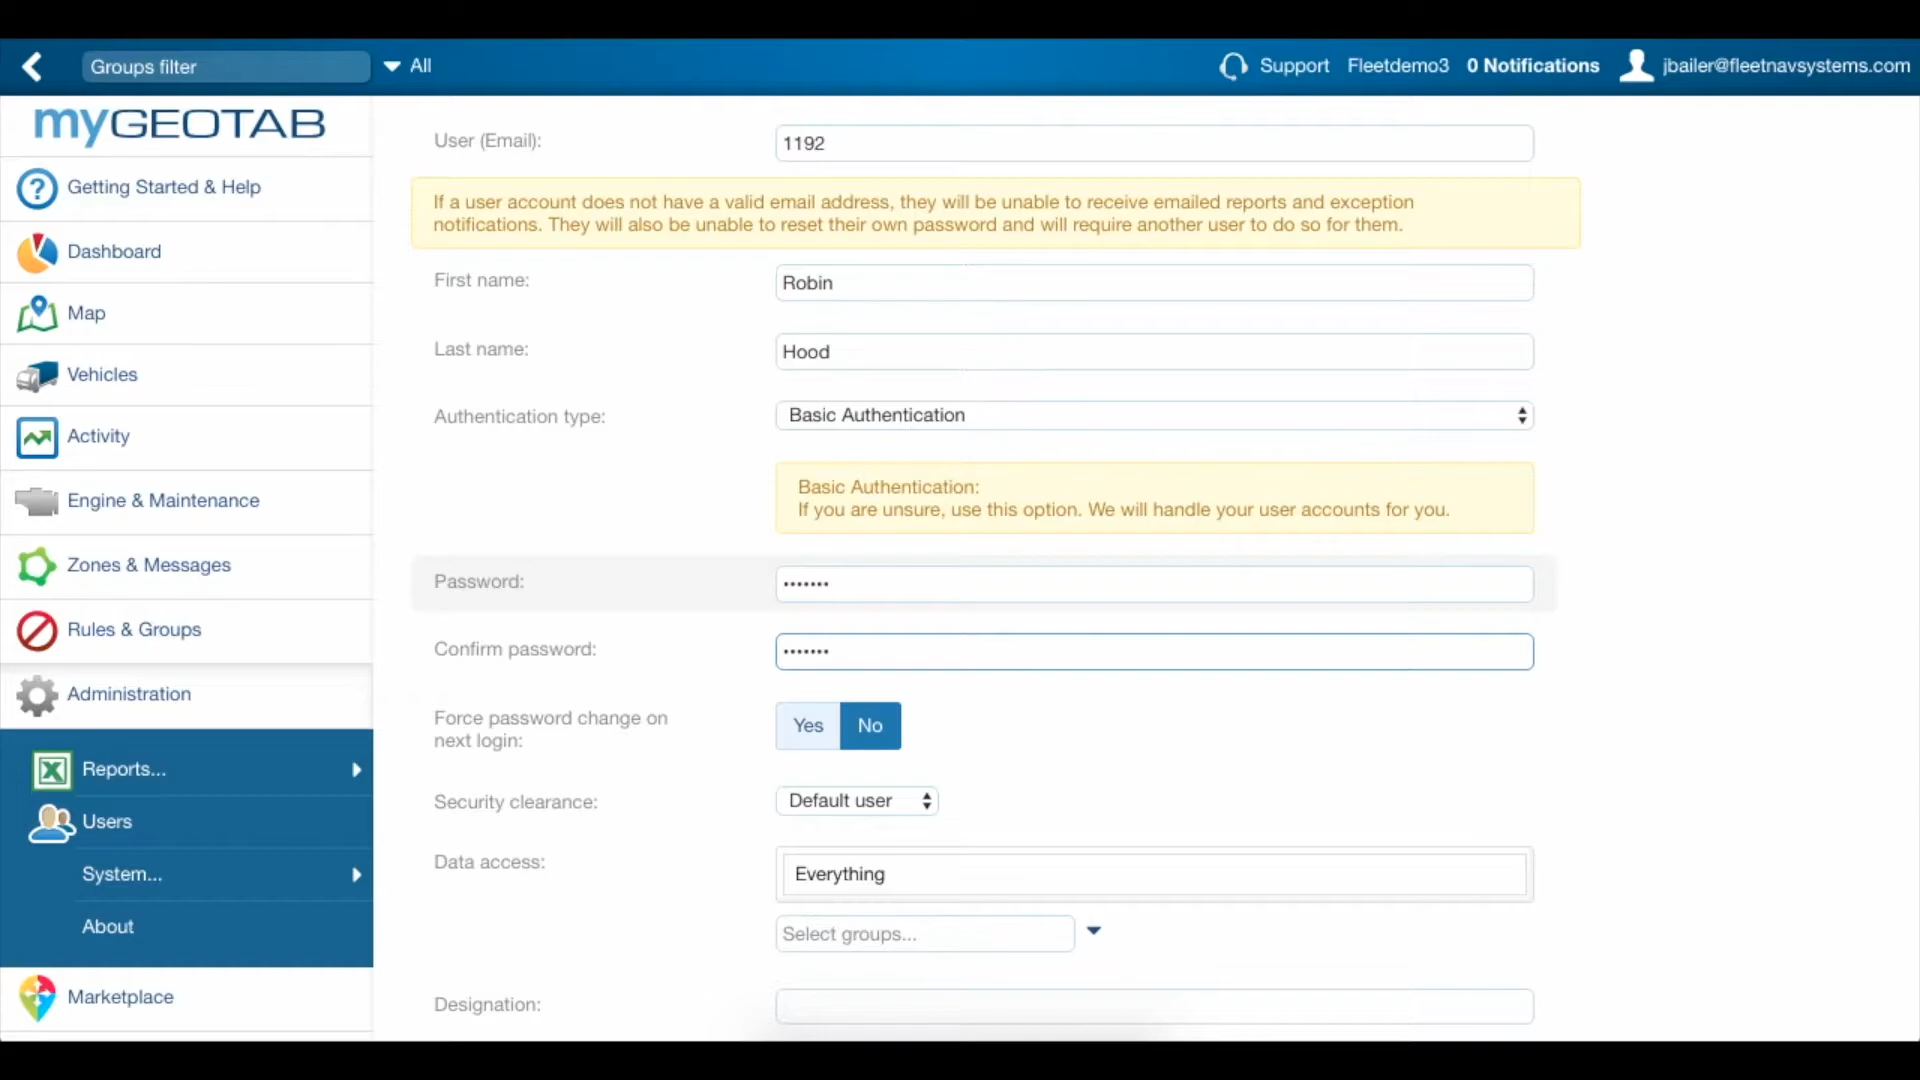 Groups filter
All
Support
Fleetdemo3
0 Notifications
jbailer@fleetnavsystems.com
myGEOTAB
Getting Started & Help
Dashboard
Map
Vehicles
Activity
Engine & Maintenance
Zones & Messages
Rules & Groups
Administration
Reports...
Users
System...
About
Marketplace
User (Email):
1192
If a user account does not have a valid email address, they will be unable to receive emailed reports and exception
notifications. They will also be unable to reset their own password and will require another user to do so for them.
First name:
Robin
Last name:
Hood
Authentication type:
Basic Authentication
Basic Authentication:
If you are unsure, use this option. We will handle your user accounts for you.
Password:
•••••••
Confirm password:
•••••••
Force password change on
next login:
Yes
No
Security clearance:
Default user
Data access:
Everything
Select groups...
Designation: